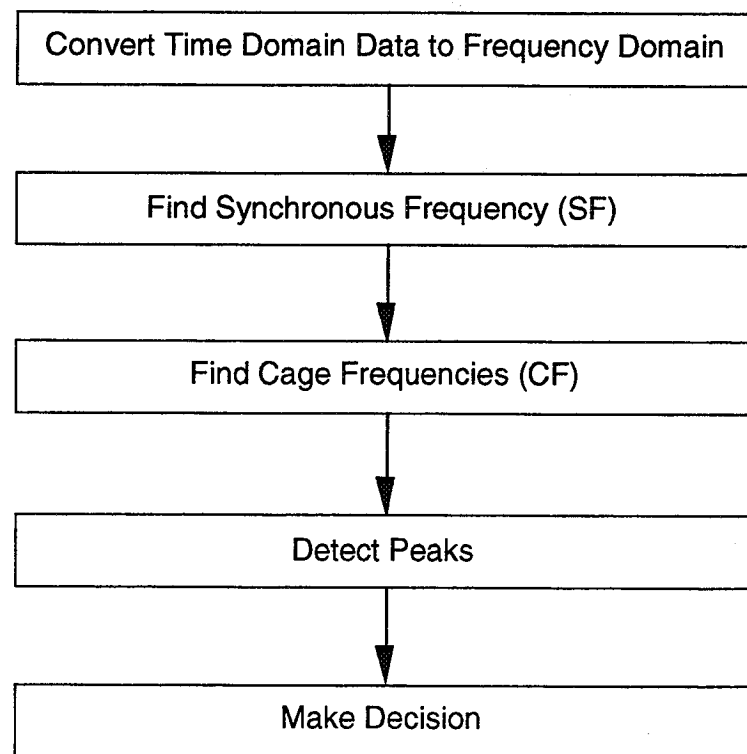 Convert Time Domain Data to Frequency Domain
Find Synchronous Frequency (SF)
Find Cage Frequencies (CF)
Detect Peaks
Make Decision